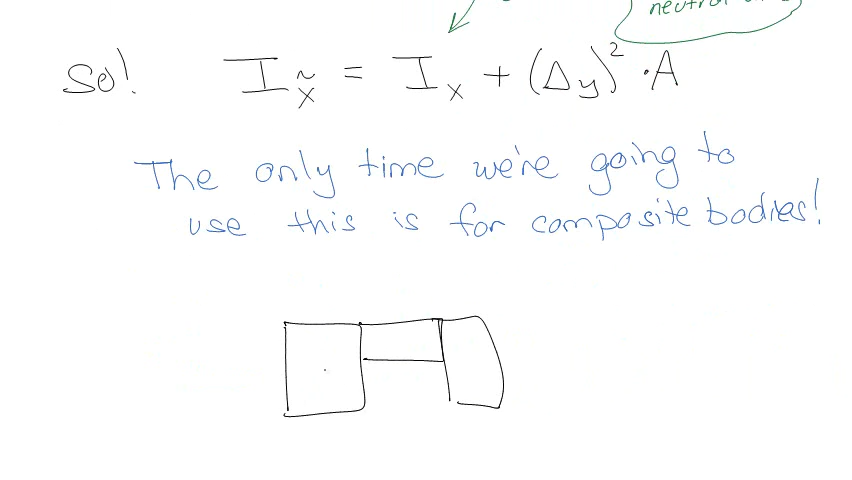 neutral
So! I_x̃ = I_x + (Δy)² · A
The only time we're going to
use this is for composite bodies!